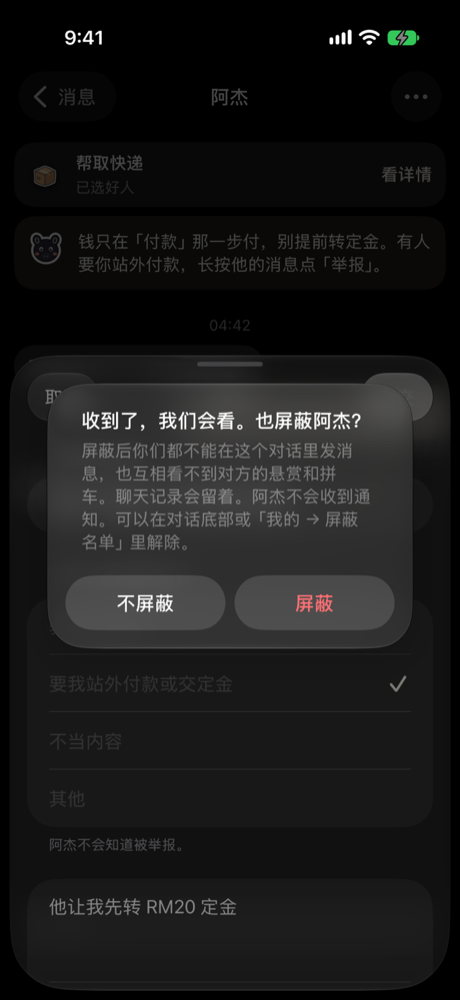 9:41
消息
阿杰
帮取快递
已选好人
看详情
钱只在「付款」那一步付，别提前转定金。有人
要你站外付款，长按他的消息点「举报」。
04:42
取
收到了，我们会看。也屏蔽阿杰？
屏蔽后你们都不能在这个对话里发消
息，也互相看不到对方的悬赏和拼
车。聊天记录会留着。阿杰不会收到通
知。可以在对话底部或「我的 → 屏蔽
名单」里解除。
不屏蔽
屏蔽
要我站外付款或交定金
不当内容
其他
阿杰不会知道被举报。
他让我先转 RM20 定金